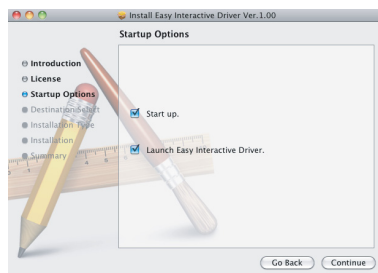 Install Easy Interactive Driver Ver.1.00
Startup Options
Introduction
License
Startup Options
Destination Select
Installation Type
Installation
Summary
Start up.
Launch Easy Interactive Driver.
Go Back
Continue